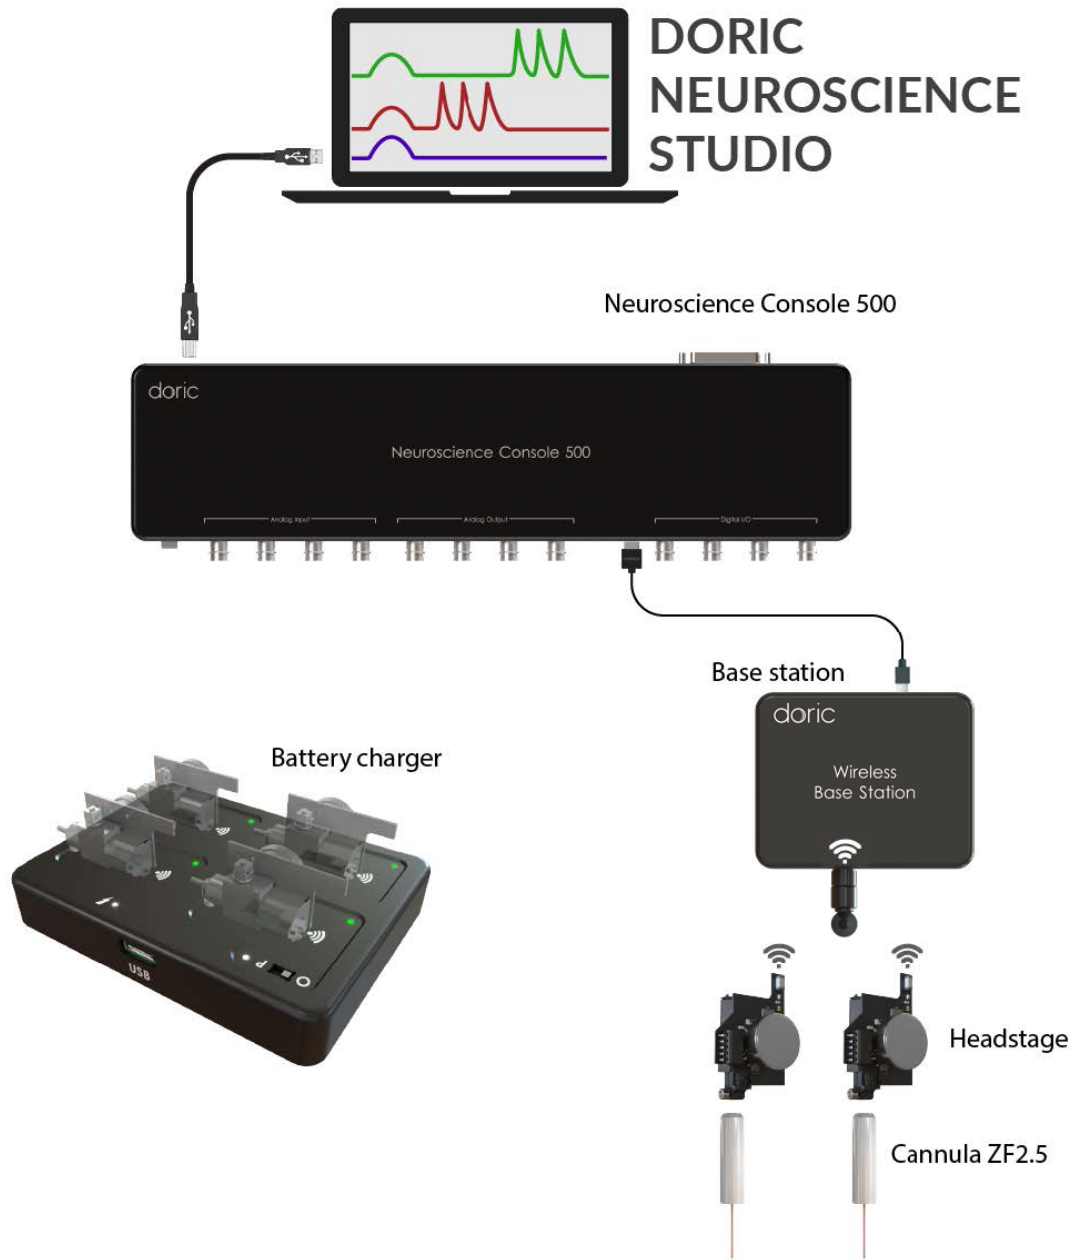 DORIC
NEUROSCIENCE
STUDIO
Neuroscience Console 500
doric
Neuroscience Console 500
Analog Input
Analog Output
Digital I/O
Base station
doric
Wireless
Base Station
Battery charger
USB
P
O
Headstage
Cannula ZF2.5